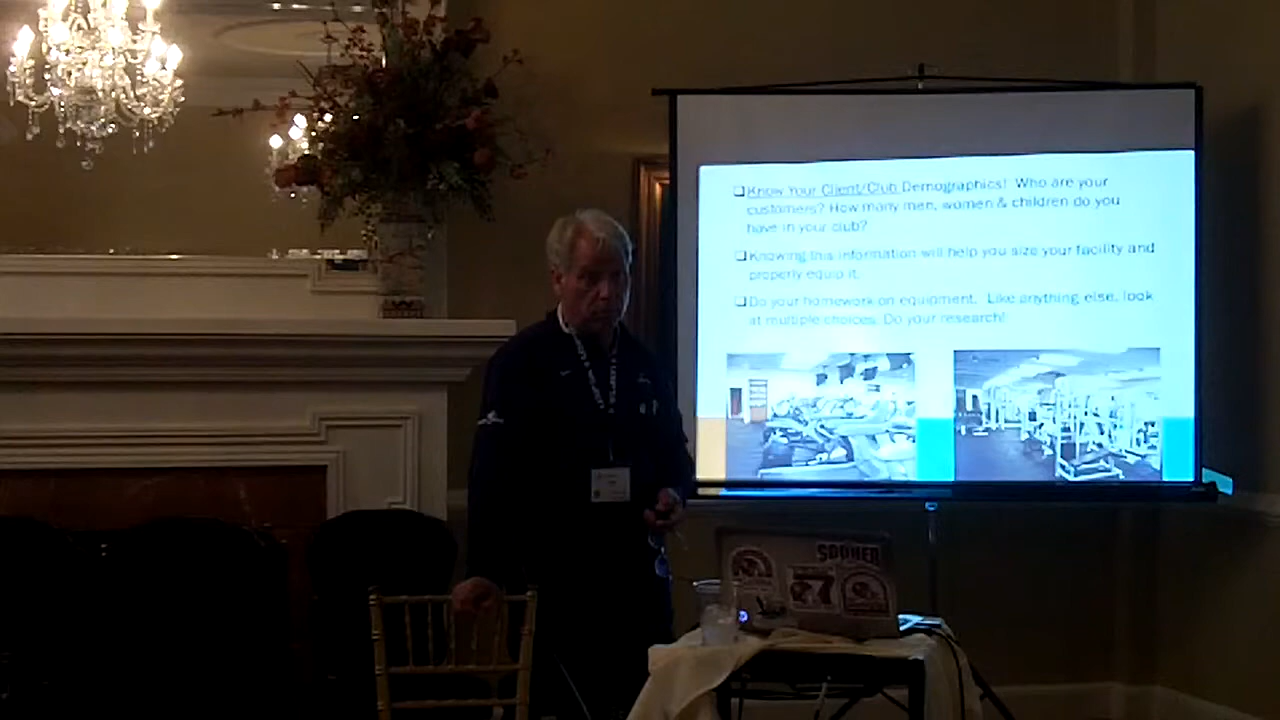 ❑Know Your Client/Club Demographics! Who are your
customers? How many men, women & children do you
have in your club?
❑Knowing this information will help you size your facility and
properly equip it.
❑Do your homework on equipment. Like anything else, look
at multiple choices. Do your research!
SOONER